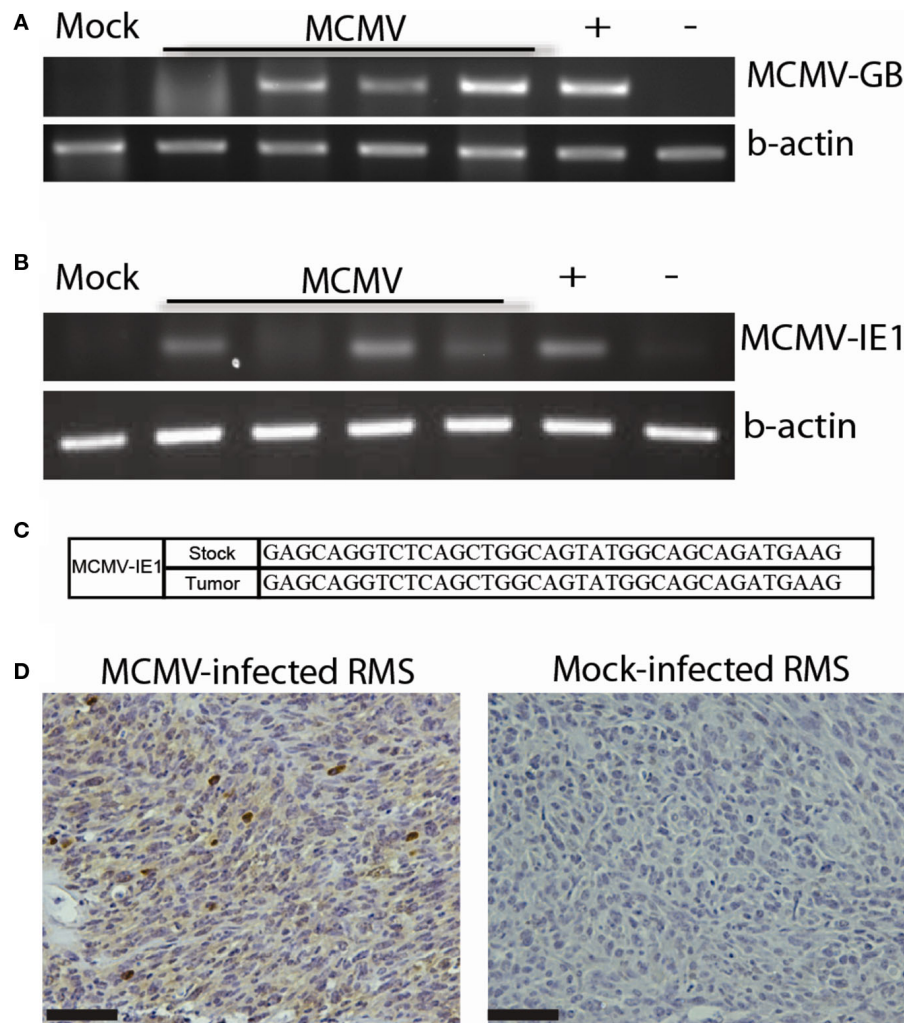 A
Mock MCMV + -
MCMV-GB
b-actin
B
Mock MCMV + -
MCMV-IE1
b-actin
C
MCMV-IE1 Stock GAGCAGGTCTCAGCTGGCAGTATGGCAGCAGATGAAG
Tumor GAGCAGGTCTCAGCTGGCAGTATGGCAGCAGATGAAG
D
MCMV-infected RMS Mock-infected RMS